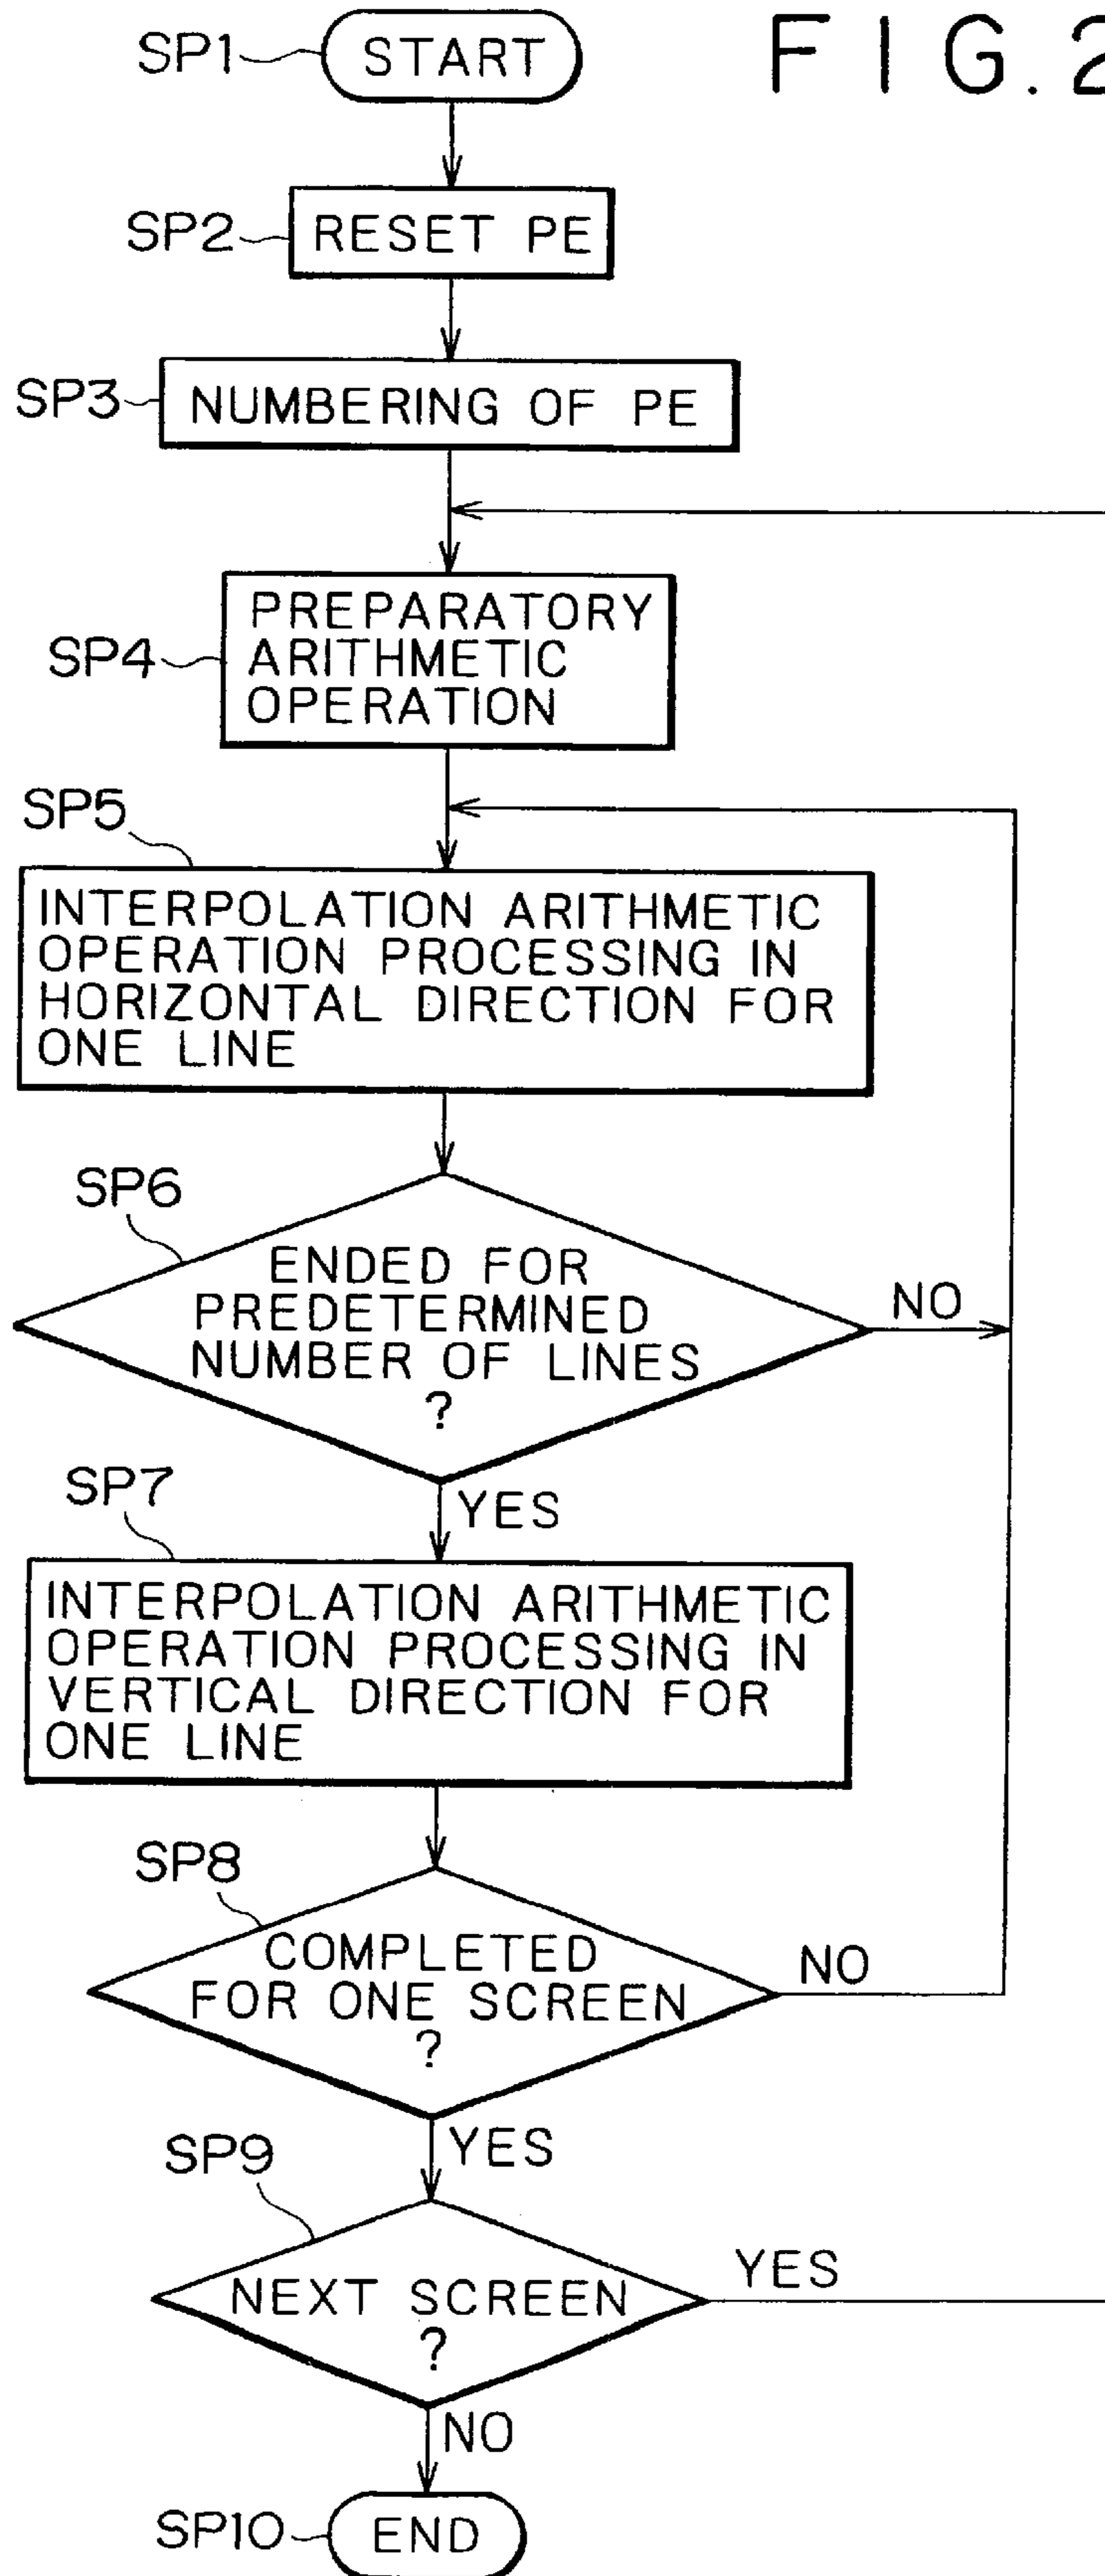 FIG.2
SP1
START
SP2
RESET PE
SP3
NUMBERING OF PE
SP4
PREPARATORY
ARITHMETIC
OPERATION
SP5
INTERPOLATION ARITHMETIC
OPERATION PROCESSING IN
HORIZONTAL DIRECTION FOR
ONE LINE
SP6
ENDED FOR
PREDETERMINED
NUMBER OF LINES
?
NO
YES
SP7
INTERPOLATION ARITHMETIC
OPERATION PROCESSING IN
VERTICAL DIRECTION FOR
ONE LINE
SP8
COMPLETED
FOR ONE SCREEN
?
NO
YES
SP9
NEXT SCREEN
?
YES
NO
SP10
END